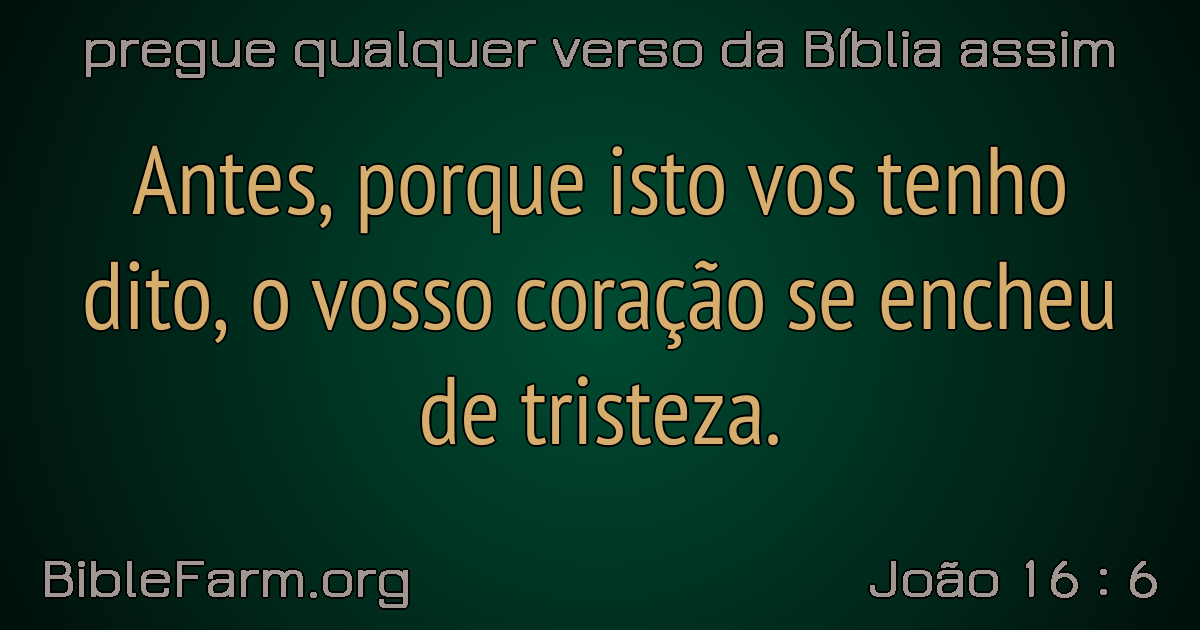 pregue qualquer verso da Bíblia assim
Antes, porque isto vos tenho
dito, o vosso coração se encheu
de tristeza.
BibleFarm.org
João 16 : 6